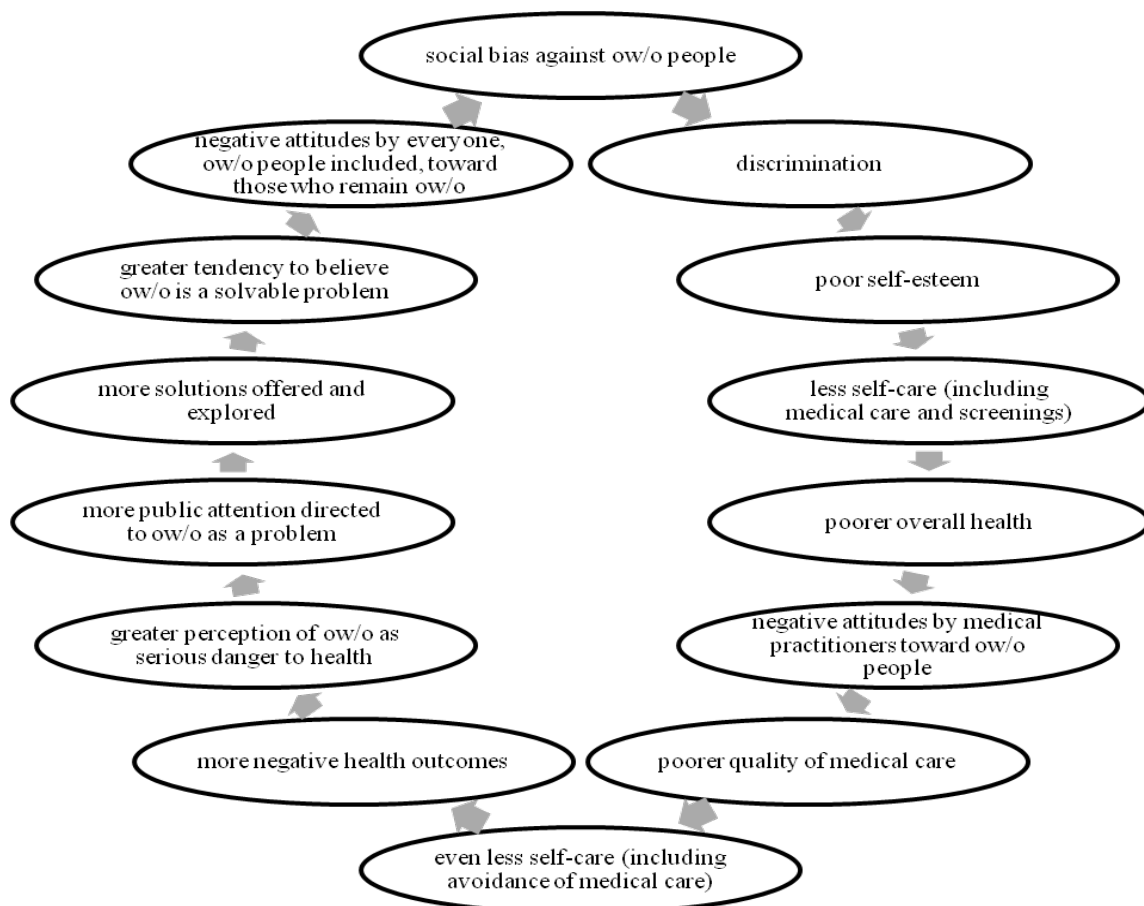 social bias against ow/o people
discrimination
poor self-esteem
less self-care (including
medical care and screenings)
poorer overall health
negative attitudes by medical
practitioners toward ow/o
people
poorer quality of medical care
even less self-care (including
avoidance of medical care)
more negative health outcomes
greater perception of ow/o as
serious danger to health
more public attention directed
to ow/o as a problem
more solutions offered and
explored
greater tendency to believe
ow/o is a solvable problem
negative attitudes by everyone,
ow/o people included, toward
those who remain ow/o